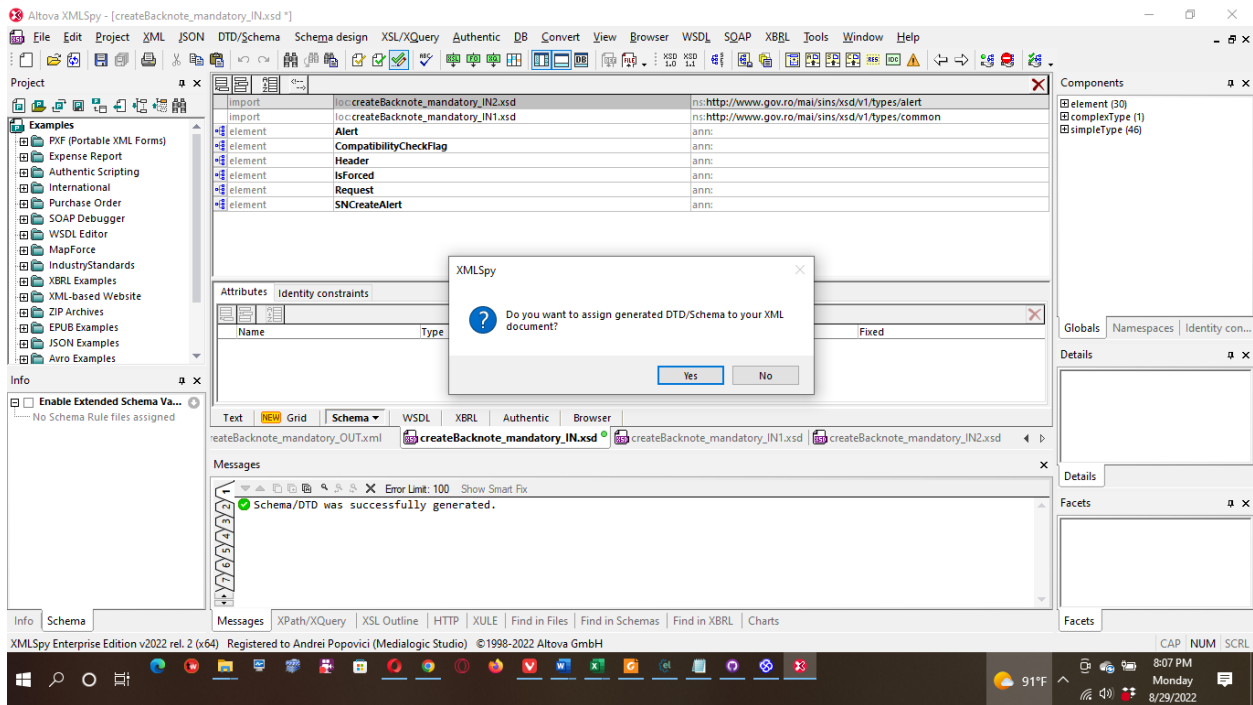 Altova XMLSpy - [createBacknote_mandatory_IN.xsd *]
File Edit Project XML JSON DTD/Schema Schema design XSL/XQuery Authentic DB Convert View Browser WSDL SOAP XBRL Tools Window Help
Project
Examples
PXF (Portable XML Forms)
Expense Report
Authentic Scripting
International
Purchase Order
SOAP Debugger
WSDL Editor
MapForce
IndustryStandards
XBRL Examples
XML-based Website
ZIP Archives
EPUB Examples
JSON Examples
Avro Examples
Info
Enable Extended Schema Va...
No Schema Rule files assigned
Info Schema
import loc:createBacknote_mandatory_IN2.xsd ns:http://www.gov.ro/mai/sins/xsd/v1/types/alert
import loc:createBacknote_mandatory_IN1.xsd ns:http://www.gov.ro/mai/sins/xsd/v1/types/common
element Alert ann:
element CompatibilityCheckFlag ann:
element Header ann:
element IsForced ann:
element Request ann:
element SNCreateAlert ann:
Attributes Identity constraints
Name Type Fixed
XMLSpy
Do you want to assign generated DTD/Schema to your XML
document?
Yes No
Text NEW Grid Schema WSDL XBRL Authentic Browser
reateBacknote_mandatory_OUT.xml createBacknote_mandatory_IN.xsd createBacknote_mandatory_IN1.xsd createBacknote_mandatory_IN2.xsd
Messages
Error Limit: 100 Show Smart Fix
Schema/DTD was successfully generated.
1
2
3
4
5
6
7
Messages XPath/XQuery XSL Outline HTTP XULE Find in Files Find in Schemas Find in XBRL Charts
Components
element (30)
complexType (1)
simpleType (46)
Globals Namespaces Identity con...
Details
Details
Facets
Facets
XMLSpy Enterprise Edition v2022 rel. 2 (x64) Registered to Andrei Popovici (Medialogic Studio) ©1998-2022 Altova GmbH
CAP NUM SCRL
91°F
8:07 PM
Monday
8/29/2022